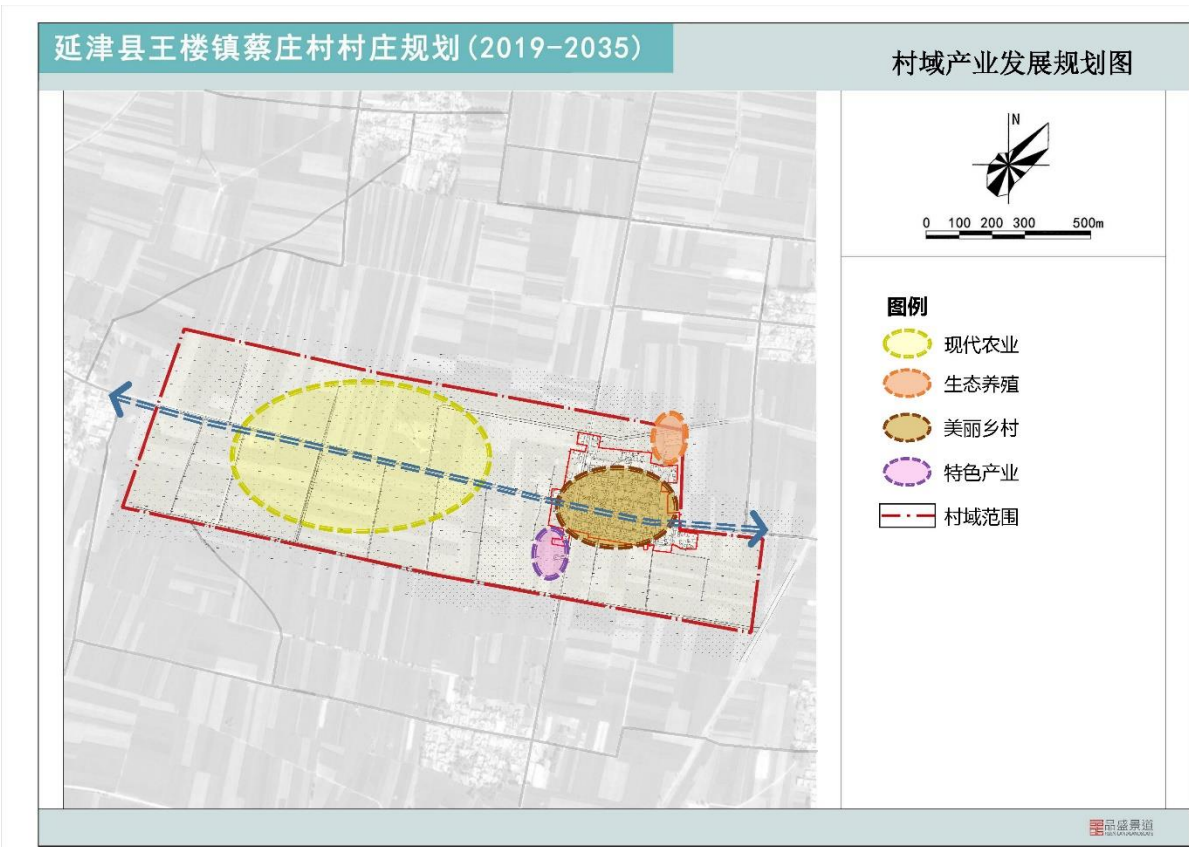 延津县王楼镇蔡庄村村庄规划(2019-2035)
村域产业发展规划图
N
0 100 200 300 500m
图例
现代农业
生态养殖
美丽乡村
特色产业
村域范围
品盛景道